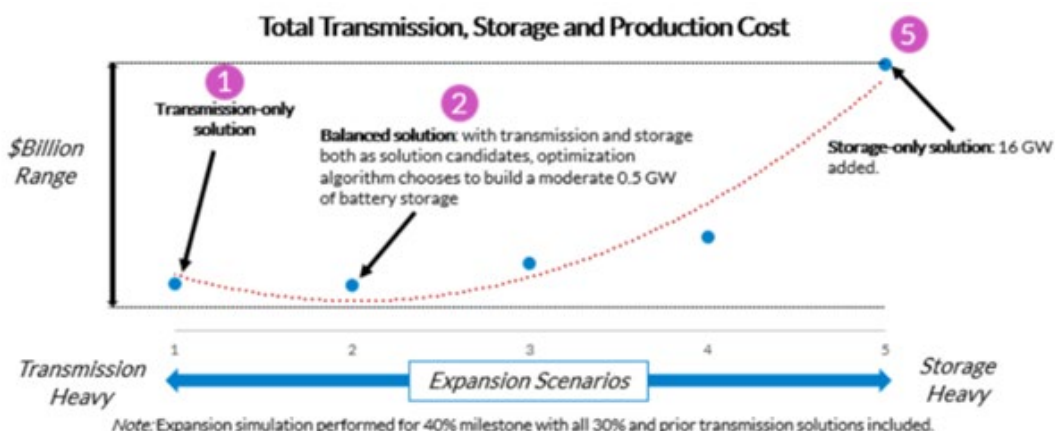 Total Transmission, Storage and Production Cost
5
1
Transmission-only
solution
2
Balanced solution: with transmission and storage
both as solution candidates, optimization
algorithm chooses to build a moderate 0.5 GW
of battery storage
Storage-only solution: 16 GW
added.
$Billion
Range
1 2 3 4 5
Transmission
Heavy
Expansion Scenarios
Storage
Heavy
Note: Expansion simulation performed for 40% milestone with all 30% and prior transmission solutions included.